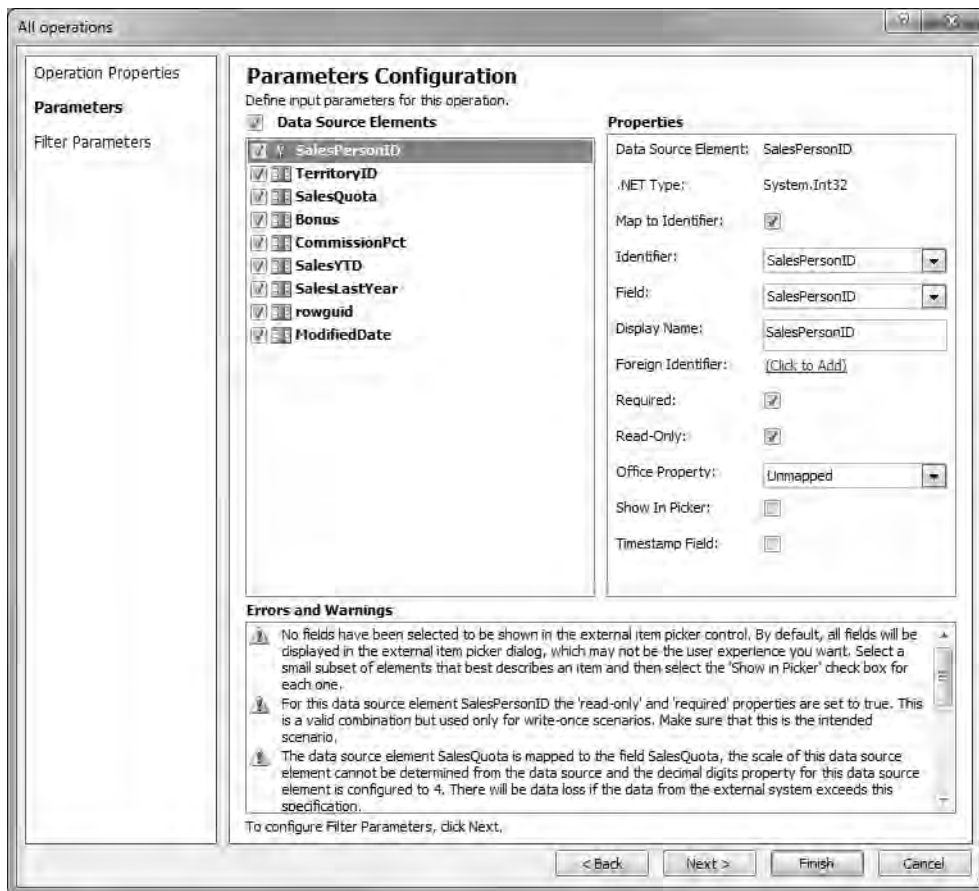 All operations
Operation Properties
Parameters
Filter Parameters
Parameters Configuration
Define input parameters for this operation.
Data Source Elements
SalesPersonID
TerritoryID
SalesQuota
Bonus
CommissionPct
SalesYTD
SalesLastYear
rowguid
ModifiedDate
Properties
Data Source Element: SalesPersonID
.NET Type: System.Int32
Map to Identifier:
Identifier: SalesPersonID
Field: SalesPersonID
Display Name: SalesPersonID
Foreign Identifier: (Click to Add)
Required:
Read-Only:
Office Property: Unmapped
Show In Picker:
Timestamp Field:
Errors and Warnings
No fields have been selected to be shown in the external item picker control. By default, all fields will be
displayed in the external item picker dialog, which may not be the user experience you want. Select a
small subset of elements that best describes an item and then select the 'Show in Picker' check box for
each one.
For this data source element SalesPersonID the 'read-only' and 'required' properties are set to true. This
is a valid combination but used only for write-once scenarios. Make sure that this is the intended
scenario.
The data source element SalesQuota is mapped to the field SalesQuota, the scale of this data source
element cannot be determined from the data source and the decimal digits property for this data source
element is configured to 4. There will be data loss if the data from the external system exceeds this
specification.
To configure Filter Parameters, click Next.
< Back
Next >
Finish
Cancel